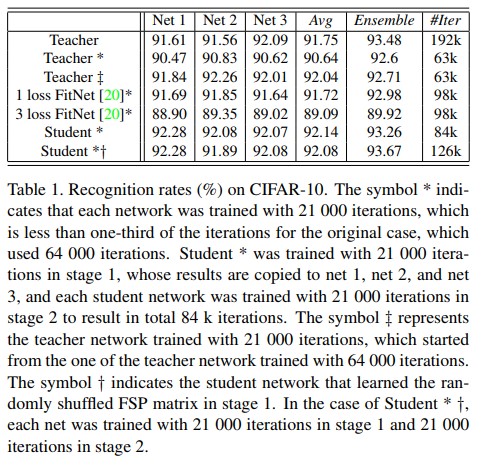 Net 1 Net 2 Net 3 Avg Ensemble #Iter
Teacher 91.61 91.56 92.09 91.75 93.48 192k
Teacher * 90.47 90.83 90.62 90.64 92.6 63k
Teacher ‡ 91.84 92.26 92.01 92.04 92.71 63k
1 loss FitNet [20]* 91.69 91.85 91.64 91.72 92.98 98k
3 loss FitNet [20]* 88.90 89.35 89.02 89.09 89.92 98k
Student * 92.28 92.08 92.07 92.14 93.26 84k
Student *† 92.28 91.89 92.08 92.08 93.67 126k
Table 1. Recognition rates (%) on CIFAR-10. The symbol * indi-
cates that each network was trained with 21 000 iterations, which
is less than one-third of the iterations for the original case, which
used 64 000 iterations. Student * was trained with 21 000 itera-
tions in stage 1, whose results are copied to net 1, net 2, and net
3, and each student network was trained with 21 000 iterations in
stage 2 to result in total 84 k iterations. The symbol ‡ represents
the teacher network trained with 21 000 iterations, which started
from the one of the teacher network trained with 64 000 iterations.
The symbol † indicates the student network that learned the ran-
domly shuffled FSP matrix in stage 1. In the case of Student * †,
each net was trained with 21 000 iterations in stage 1 and 21 000
iterations in stage 2.